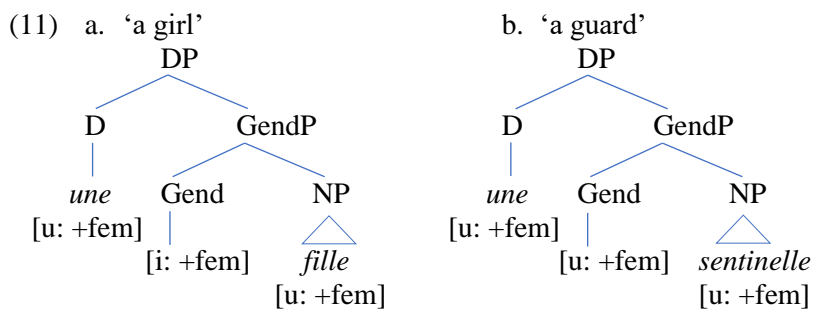 (11) a. ‘a girl’ b. ‘a guard’
DP DP
D GendP D GendP
une Gend NP une Gend NP
[u: +fem] [u: +fem]
[i: +fem] fille [u: +fem] sentinelle
[u: +fem] [u: +fem]